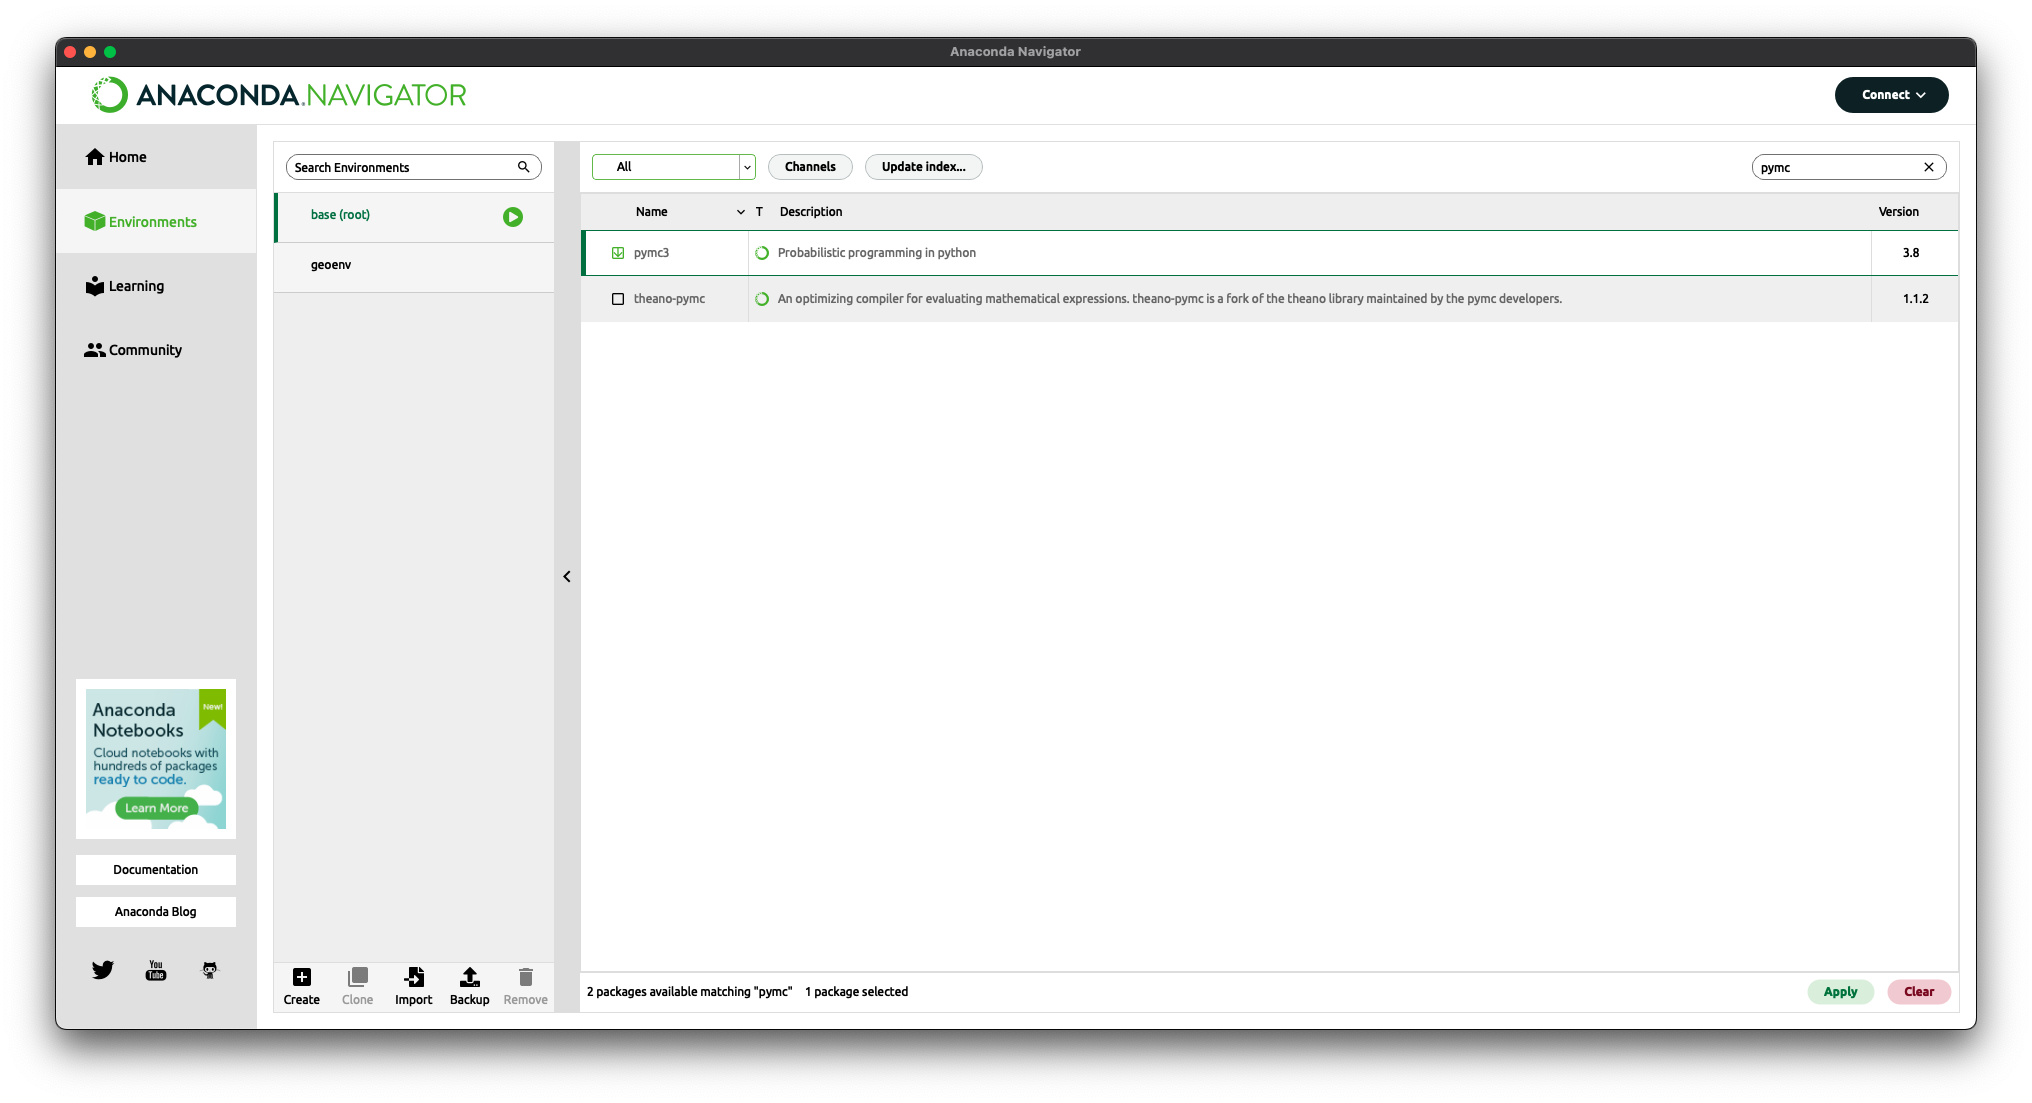 Anaconda Navigator
ANACONDA.NAVIGATOR
Connect
Home
Environments
Learning
Community
Anaconda
Notebooks
New!
Cloud notebooks with
hundreds of packages
ready to code.
Learn More
Documentation
Anaconda Blog
You
Tube
Search Environments
base (root)
geoenv
Create
Clone
Import
Backup
Remove
All
Channels
Update index...
pymc
Name
T
Description
Version
pymc3
Probabilistic programming in python
3.8
theano-pymc
An optimizing compiler for evaluating mathematical expressions. theano-pymc is a fork of the theano library maintained by the pymc developers.
1.1.2
2 packages available matching "pymc" 1 package selected
Apply
Clear